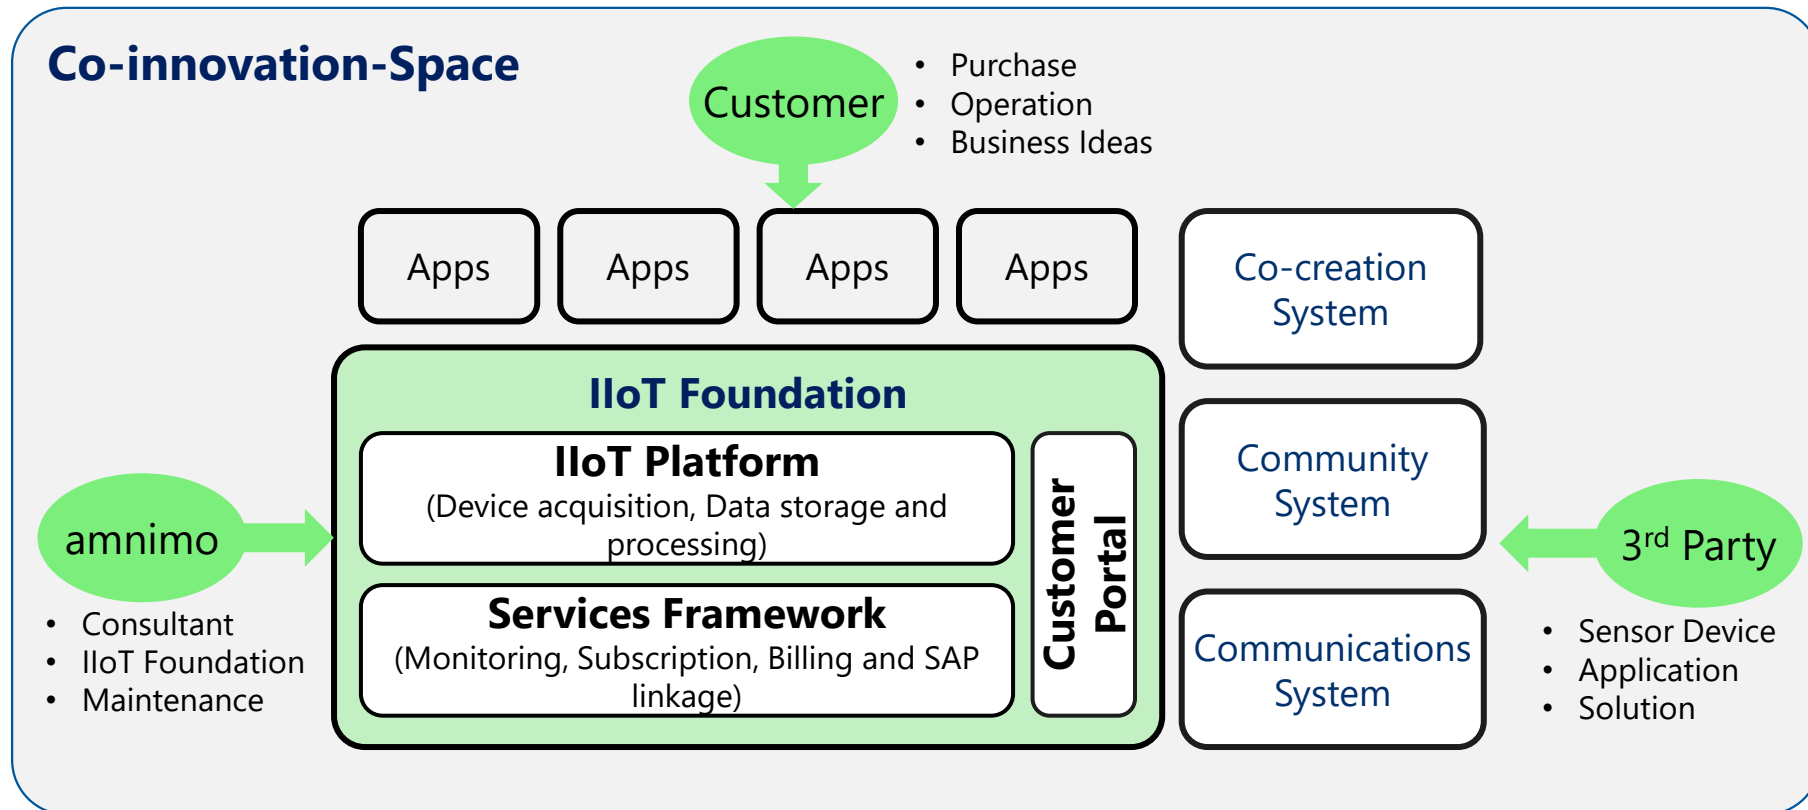 Co-innovation-Space
Customer
• Purchase
• Operation
• Business Ideas
Apps
Apps
Apps
Apps
Co-creation
System
IIoT Foundation
IIoT Platform
(Device acquisition, Data storage and
processing)
Services Framework
(Monitoring, Subscription, Billing and SAP
linkage)
Customer
Portal
Community
System
Communications
System
amnimo
• Consultant
• IIoT Foundation
• Maintenance
3rd Party
• Sensor Device
• Application
• Solution